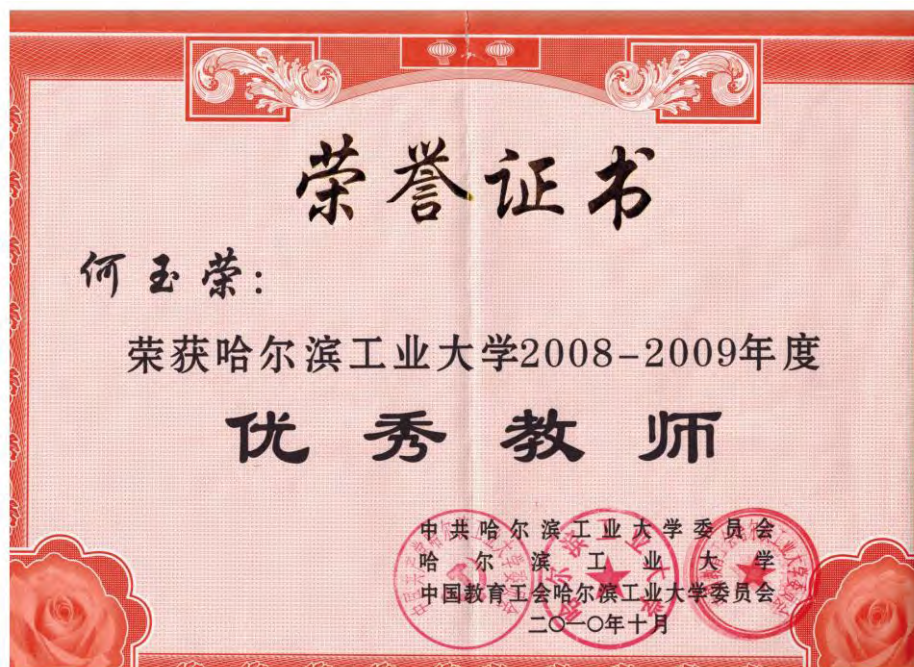 荣誉证书
何玉荣:
荣获哈尔滨工业大学2008-2009年度
优秀教师
中共哈尔滨工业大学委员会
哈尔滨工业大学
中国教育工会哈尔滨工业大学委员会
二〇一〇年十月